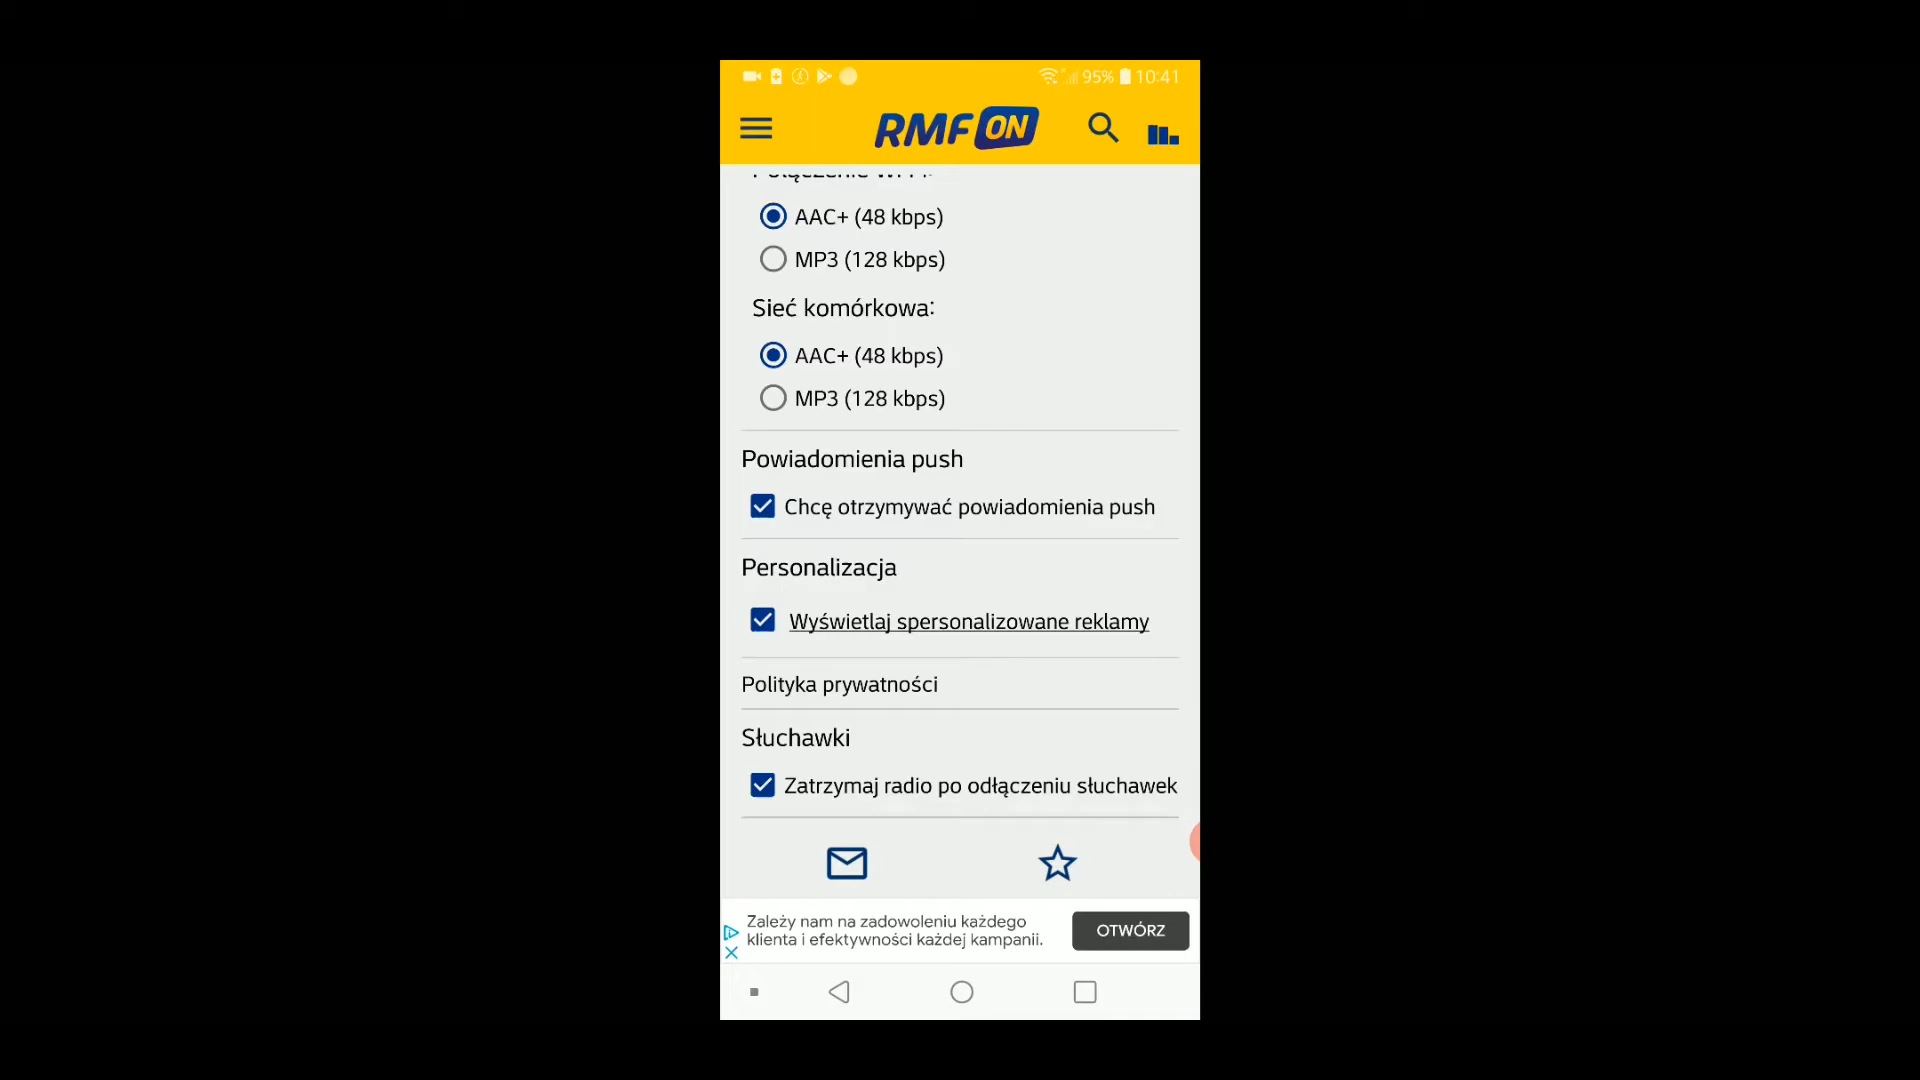 95% 10:41
RMF ON
AAC+ (48 kbps)
MP3 (128 kbps)
Sieć komórkowa:
AAC+ (48 kbps)
MP3 (128 kbps)
Powiadomienia push
Chcę otrzymywać powiadomienia push
Personalizacja
Wyświetlaj spersonalizowane reklamy
Polityka prywatności
Słuchawki
Zatrzymaj radio po odłączeniu słuchawek
Zależy nam na zadowoleniu każdego
klienta i efektywności każdej kampanii.
OTWÓRZ